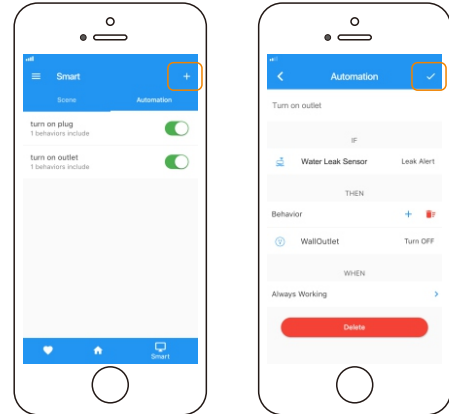 Smart
Scene Automation
turn on plug
1 behaviors include
turn on outlet
1 behaviors include
Smart
Automation
Turn on outlet
IF
Water Leak Sensor Leak Alert
THEN
Behavior
WallOutlet Turn OFF
WHEN
Always Working
Delete